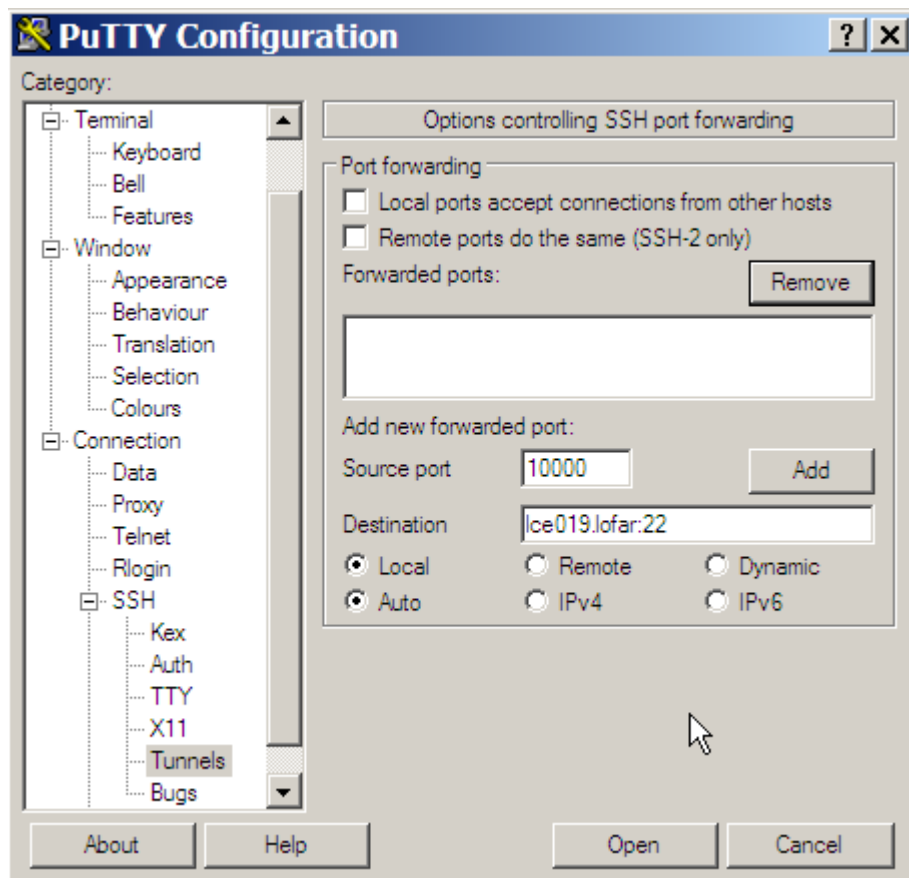 PuTTY Configuration
Category:
Terminal
Keyboard
Bell
Features
Window
Appearance
Behaviour
Translation
Selection
Colours
Connection
Data
Proxy
Telnet
Rlogin
SSH
Kex
Auth
TTY
X11
Tunnels
Bugs
Options controlling SSH port forwarding
Port forwarding
Local ports accept connections from other hosts
Remote ports do the same (SSH-2 only)
Forwarded ports: Remove
Add new forwarded port:
Source port 10000 Add
Destination lce019.lofar:22
Local Remote Dynamic
Auto IPv4 IPv6
About Help Open Cancel